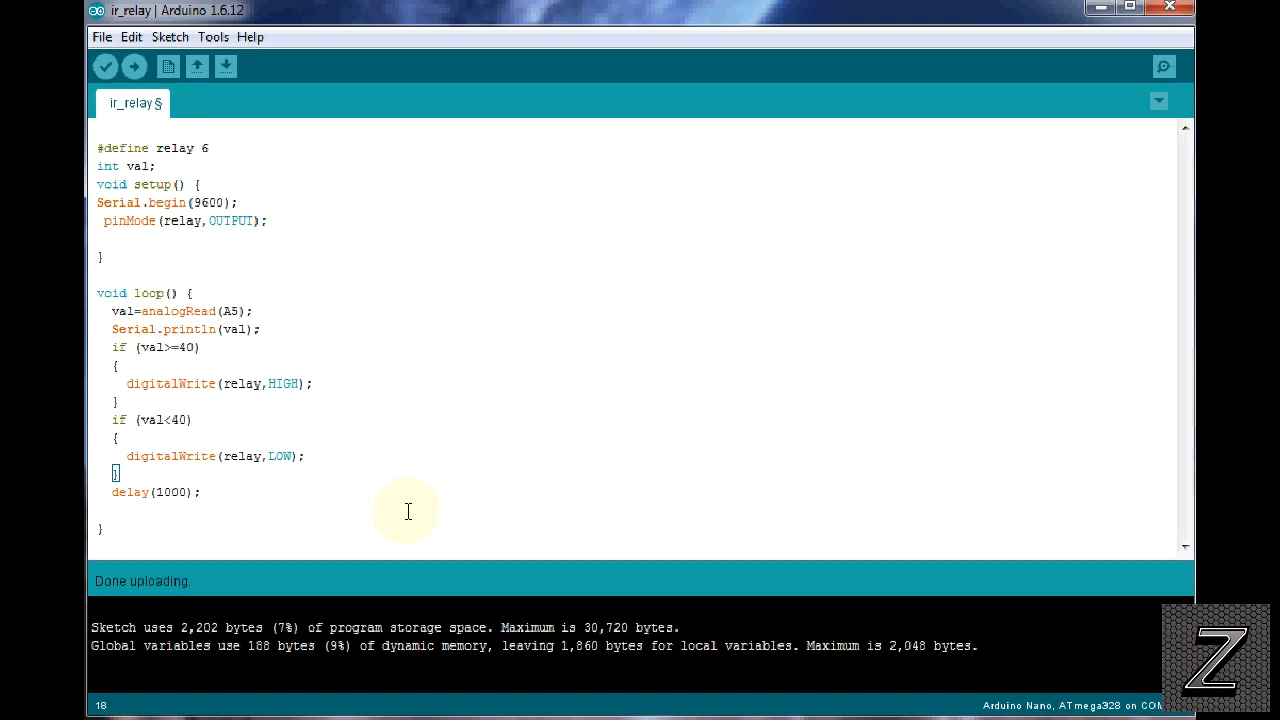 ir_relay | Arduino 1.6.12
File Edit Sketch Tools Help
ir_relay§
#define relay 6
int val;
void setup() {
Serial.begin(9600);
pinMode(relay,OUTPUT);
}
void loop() {
val=analogRead(A5);
Serial.println(val);
if (val>=40)
{
digitalWrite(relay,HIGH);
}
if (val<40)
{
digitalWrite(relay,LOW);
}
delay(1000);
}
Done uploading.
Sketch uses 2,202 bytes (7%) of program storage space. Maximum is 30,720 bytes.
Global variables use 188 bytes (9%) of dynamic memory, leaving 1,860 bytes for local variables. Maximum is 2,048 bytes.
18
Arduino Nano, ATmega328 on COM
Z